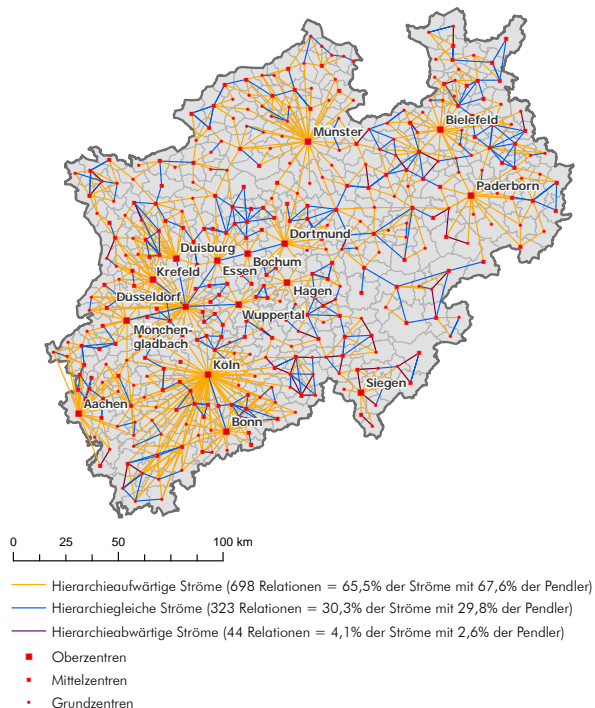 Münster
Bielefeld
Paderborn
Dortmund
Duisburg
Bochum
Krefeld
Essen
Hagen
Düsseldorf
Wuppertal
Mönchen-
gladbach
Köln
Siegen
Aachen
Bonn
0 25 50 100 km
Hierarchieaufwärtige Ströme (698 Relationen = 65,5% der Ströme mit 67,6% der Pendler)
Hierarchiegleiche Ströme (323 Relationen = 30,3% der Ströme mit 29,8% der Pendler)
Hierarchieabwärtige Ströme (44 Relationen = 4,1% der Ströme mit 2,6% der Pendler)
Oberzentren
Mittelzentren
Grundzentren